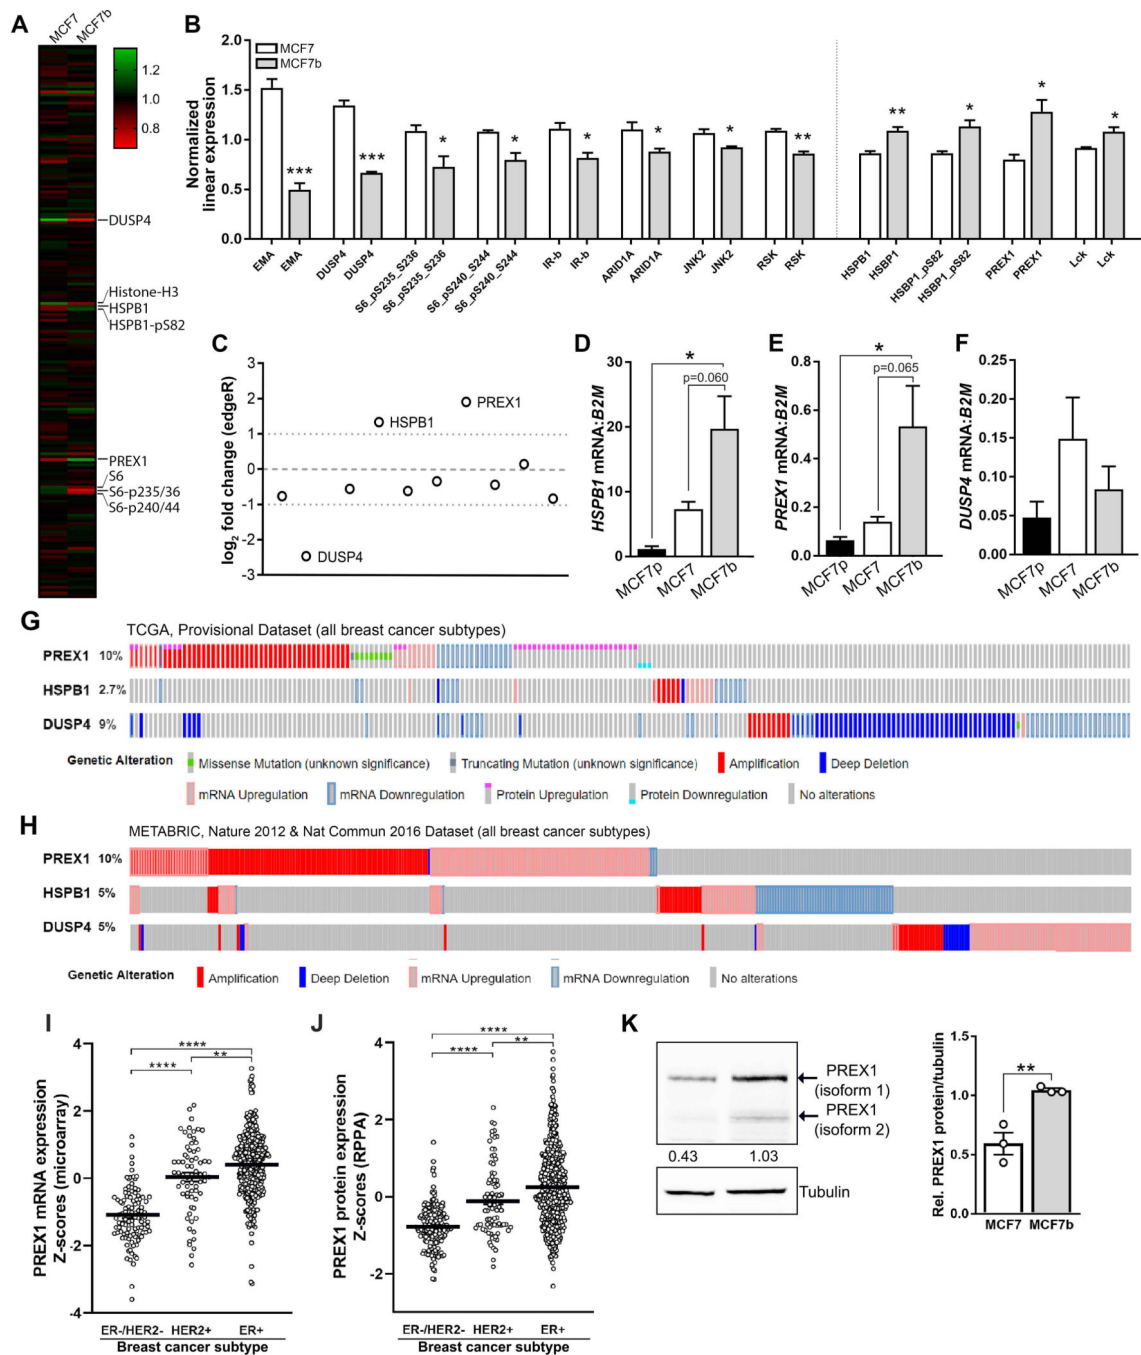 A
MCF7
MCF7b
1.2
1.0
0.8
DUSP4
Histone-H3
HSPB1
HSPB1-pS82
PREX1
S6
S6-p235/36
S6-p240/44
B
Normalized
linear expression
2.0
1.5
1.0
0.5
0.0
MCF7
MCF7b
***
***
*
*
*
*
*
**
**
*
*
*
EMA
EMA
DUSP4
DUSP4
S6_pS235_S236
S6_pS235_S236
S6_pS240_S244
S6_pS240_S244
IR-b
IR-b
ARID1A
ARID1A
JNK2
JNK2
RSK
RSK
HSPB1
HSBP1
HSBP1_pS82
HSBP1_pS82
PREX1
PREX1
Lck
Lck
C
log2 fold change (edgeR)
3
2
1
0
-1
-2
-3
HSPB1
PREX1
DUSP4
D
HSPB1 mRNA:B2M
30
20
10
0
*
p=0.060
MCF7p
MCF7
MCF7b
E
PREX1 mRNA:B2M
0.8
0.6
0.4
0.2
0.0
*
p=0.065
MCF7p
MCF7
MCF7b
F
DUSP4 mRNA:B2M
0.25
0.20
0.15
0.10
0.05
0.00
MCF7p
MCF7
MCF7b
G
TCGA, Provisional Dataset (all breast cancer subtypes)
PREX1 10%
HSPB1 2.7%
DUSP4 9%
Genetic Alteration Missense Mutation (unknown significance) Truncating Mutation (unknown significance) Amplification Deep Deletion
mRNA Upregulation mRNA Downregulation Protein Upregulation Protein Downregulation No alterations
H
METABRIC, Nature 2012 & Nat Commun 2016 Dataset (all breast cancer subtypes)
PREX1 10%
HSPB1 5%
DUSP4 5%
Genetic Alteration Amplification Deep Deletion mRNA Upregulation mRNA Downregulation No alterations
I
PREX1 mRNA expression
Z-scores (microarray)
4
2
0
-2
-4
****
****
**
ER-/HER2- HER2+ ER+
Breast cancer subtype
J
PREX1 protein expression
Z-scores (RPPA)
4
2
0
-2
****
****
**
ER-/HER2- HER2+ ER+
Breast cancer subtype
K
PREX1
(isoform 1)
PREX1
(isoform 2)
0.43 1.03
Tubulin
Rel. PREX1 protein/tubulin
1.5
1.0
0.5
0.0
**
MCF7 MCF7b